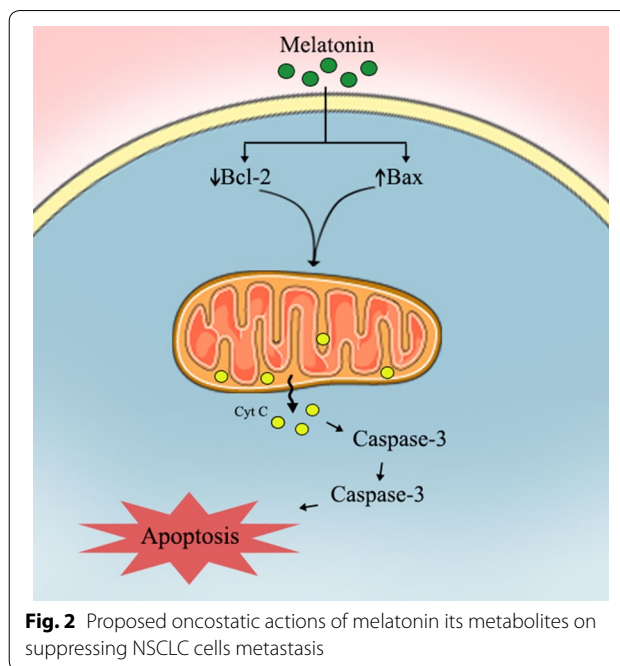 Melatonin
↓Bcl-2 ↑Bax
Cyt C
Caspase-3
Caspase-3
Apoptosis
Fig. 2 Proposed oncostatic actions of melatonin its metabolites on
suppressing NSCLC cells metastasis